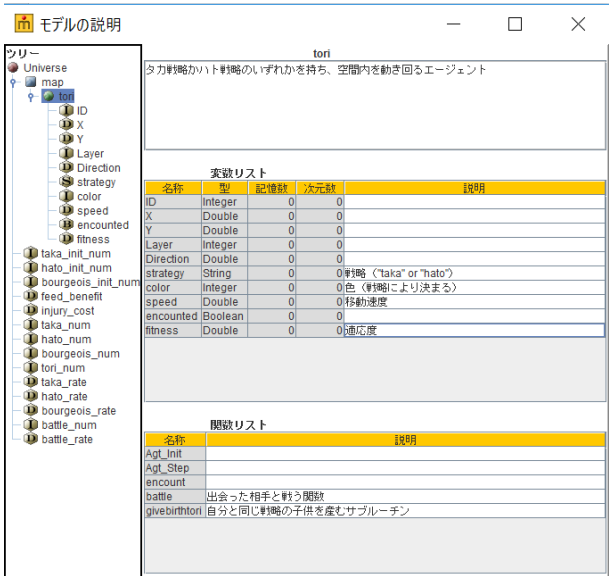 モデルの説明
ツリー
Universe
map
tori
ID
X
Y
Layer
Direction
strategy
color
speed
encounted
fitness
taka_init_num
hato_init_num
bourgeois_init_num
feed_benefit
injury_cost
taka_num
hato_num
bourgeois_num
tori_num
taka_rate
hato_rate
bourgeois_rate
battle_num
battle_rate
tori
タカ戦略かハト戦略のいずれかを持ち、空間内を動き回るエージェント
変数リスト
名称 型 記憶数 次元数 説明
ID Integer 0 0
X Double 0 0
Y Double 0 0
Layer Integer 0 0
Direction Double 0 0
strategy String 0 0 戦略（"taka" or "hato"）
color Integer 0 0 色（戦略により決まる）
speed Double 0 0 移動速度
encounted Boolean 0 0
fitness Double 0 0 適応度
関数リスト
名称 説明
Agt_Init
Agt_Step
encount
battle 出会った相手と戦う関数
givebirthtori 自分と同じ戦略の子供を産むサブルーチン